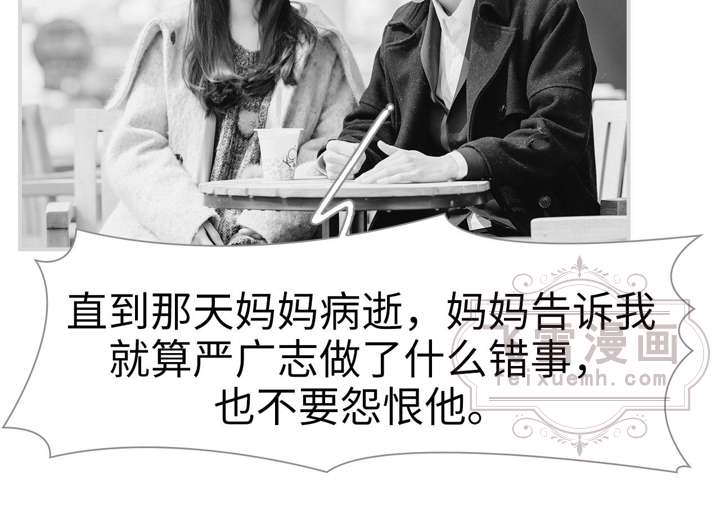 直到那天妈妈病逝，妈妈告诉我
就算严广志做了什么错事，
也不要怨恨他。
飞雪漫画
feixuemh.com